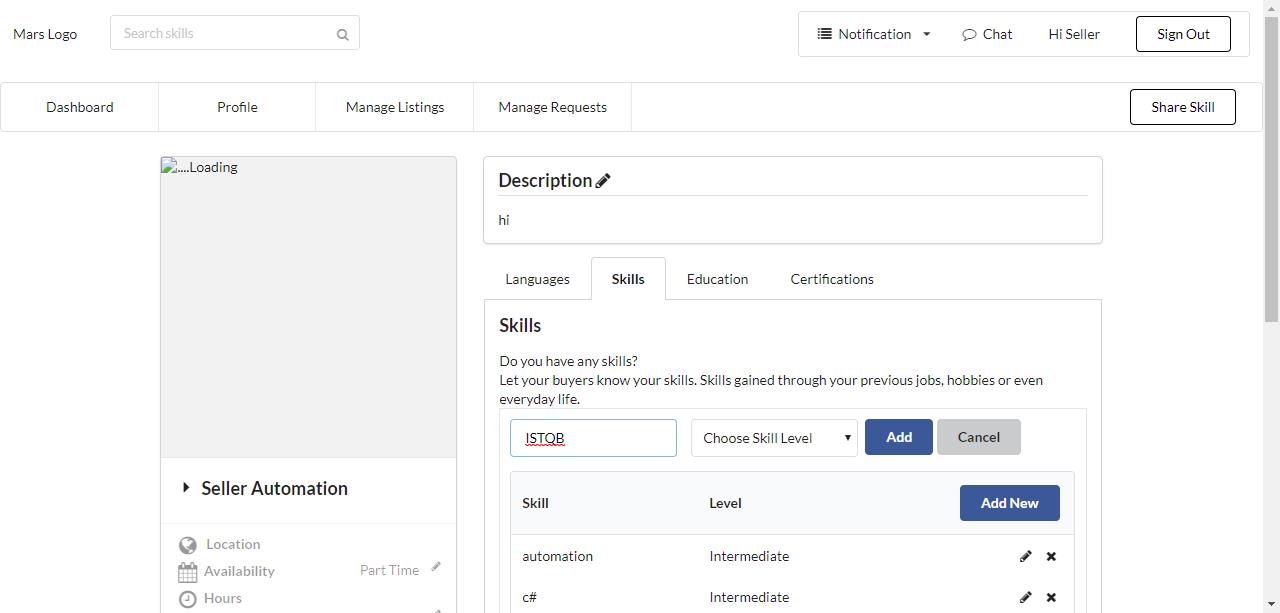 Mars Logo
Search skills
Notification
Chat
Hi Seller
Sign Out
Dashboard
Profile
Manage Listings
Manage Requests
Share Skill
....Loading
Description
hi
Languages
Skills
Education
Certifications
Skills
Do you have any skills?
Let your buyers know your skills. Skills gained through your previous jobs, hobbies or even
everyday life.
ISTQB
Choose Skill Level
Add
Cancel
Skill
Level
Add New
automation
Intermediate
c#
Intermediate
Seller Automation
Location
Availability
Part Time
Hours